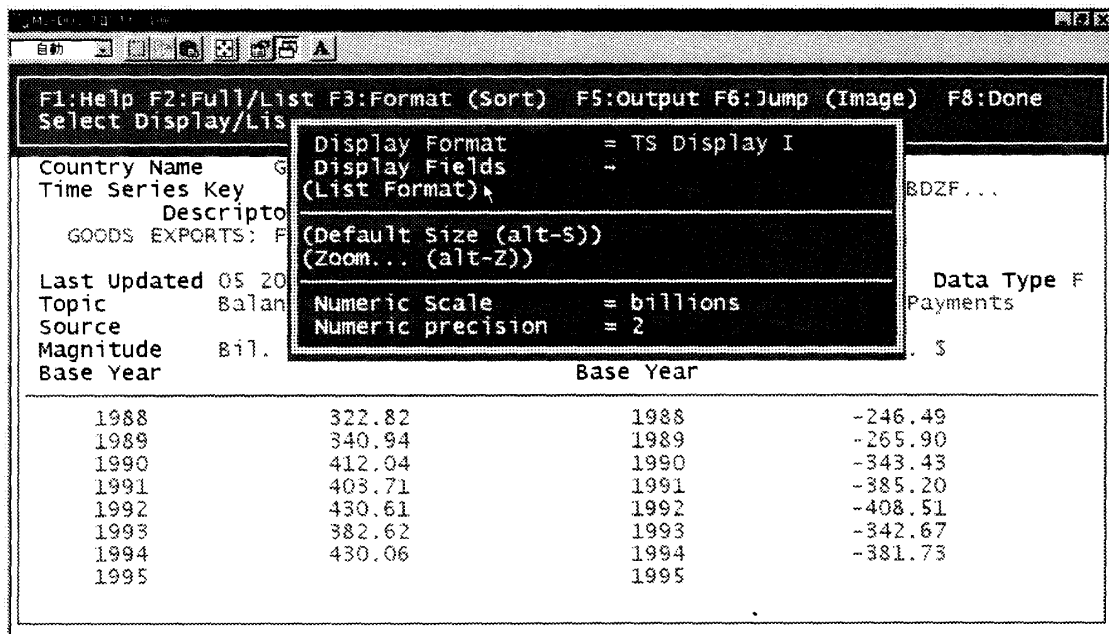 自動
A
F1:Help F2:Full/List F3:Format (Sort) F5:Output F6:Jump (Image) F8:Done
Select Display/Lis
Display Format = TS Display I
Display Fields →
(List Format)
(Default Size (alt-S))
(Zoom... (alt-Z))
Numeric Scale = billions
Numeric precision = 2
Country Name G
Time Series Key BDZF...
Descripto
GOODS EXPORTS: F
Last Updated 05 20 Data Type F
Topic Balan Payments
Source
Magnitude Bil. . $
Base Year Base Year
1988 322.82 1988 -246.49
1989 340.94 1989 -265.90
1990 412.04 1990 -343.43
1991 403.71 1991 -385.20
1992 430.61 1992 -408.51
1993 382.62 1993 -342.67
1994 430.06 1994 -381.73
1995 1995